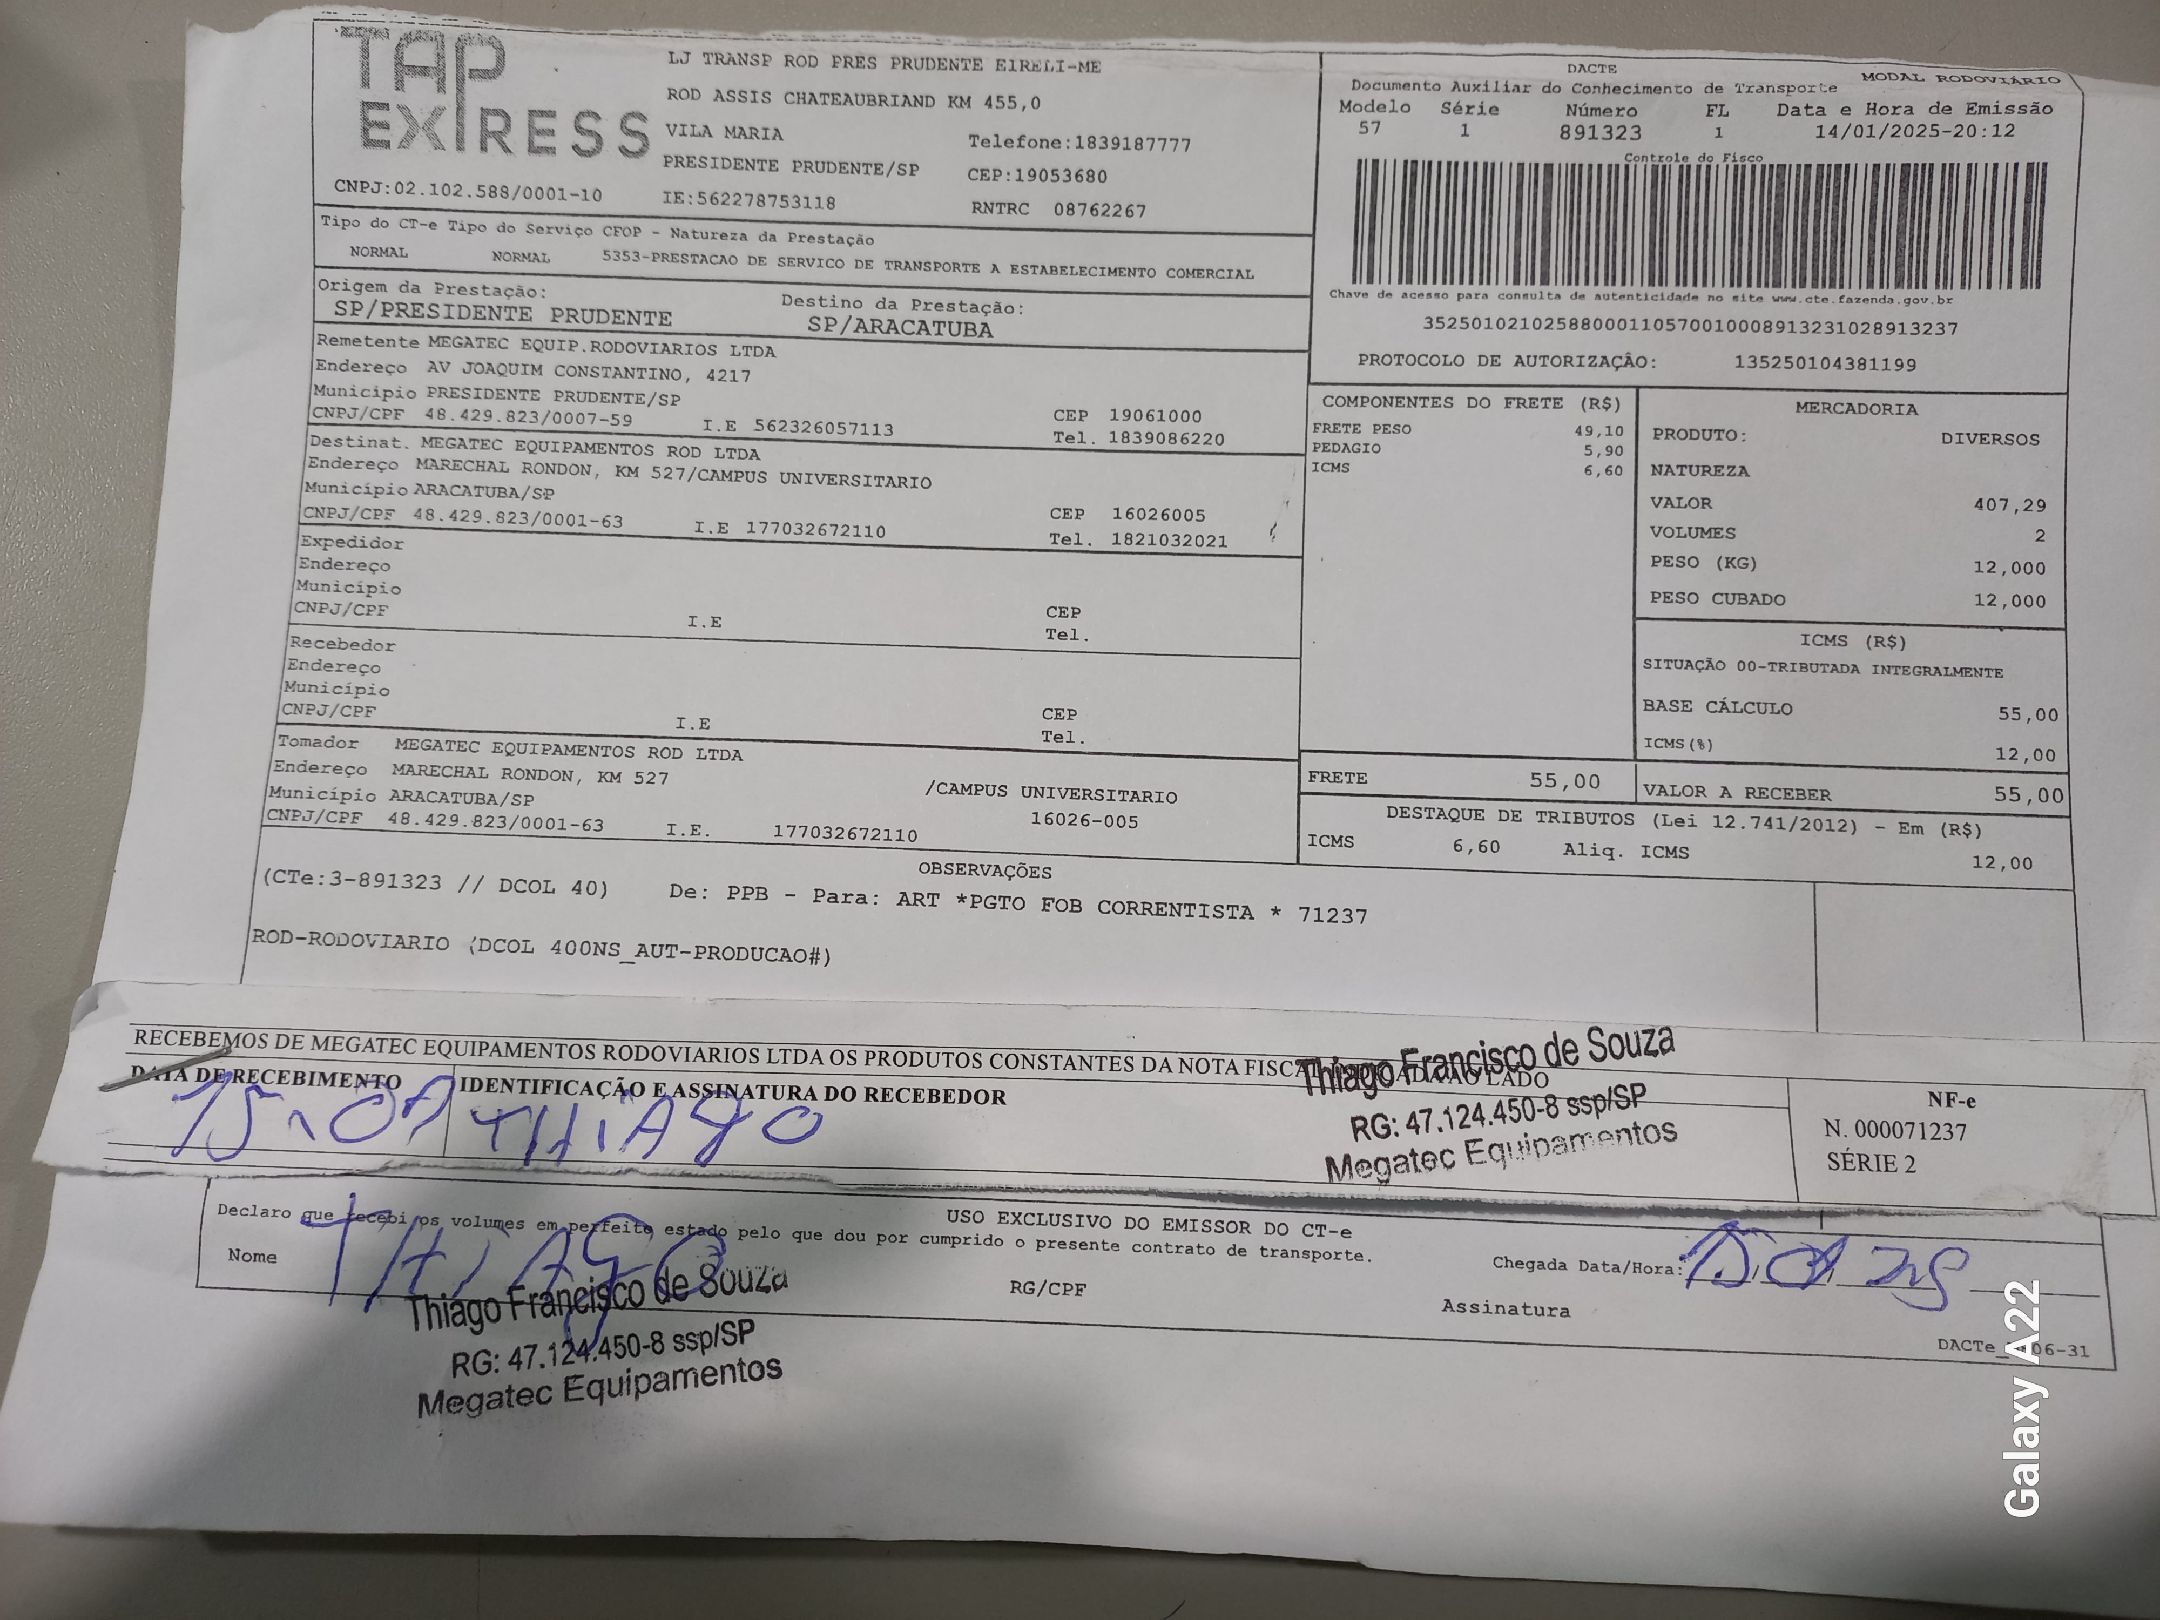 TAP EXPRESS
LJ TRANSP ROD PRES PRUDENTE EIRELI-ME
ROD ASSIS CHATEAUBRIAND KM 455,0
VILA MARIA Telefone:1839187777
PRESIDENTE PRUDENTE/SP CEP:19053680
CNPJ:02.102.588/0001-10 IE:562278753118 RNTRC 08762267
DACTE MODAL RODOVIÁRIO
Documento Auxiliar do Conhecimento de Transporte
Modelo Série Número FL Data e Hora de Emissão
57 1 891323 1 14/01/2025-20:12
Controle do Fisco
Chave de acesso para consulta de autenticidade no site www.cte.fazenda.gov.br
35250102102588000110570010008913231028913237
PROTOCOLO DE AUTORIZAÇÂO: 135250104381199
Tipo do CT-e Tipo do Serviço CFOP - Natureza da Prestação
NORMAL NORMAL 5353-PRESTACAO DE SERVICO DE TRANSPORTE A ESTABELECIMENTO COMERCIAL
Origem da Prestação: Destino da Prestação:
SP/PRESIDENTE PRUDENTE SP/ARACATUBA
Remetente MEGATEC EQUIP.RODOVIARIOS LTDA
Endereço AV JOAQUIM CONSTANTINO, 4217
Município PRESIDENTE PRUDENTE/SP CEP 19061000
CNPJ/CPF 48.429.823/0007-59 I.E 562326057113 Tel. 1839086220
Destinat. MEGATEC EQUIPAMENTOS ROD LTDA
Endereço MARECHAL RONDON, KM 527/CAMPUS UNIVERSITARIO
Município ARACATUBA/SP CEP 16026005
CNPJ/CPF 48.429.823/0001-63 I.E 177032672110 Tel. 1821032021
Expedidor
Endereço
Município CEP
CNPJ/CPF I.E Tel.
Recebedor
Endereço
Município CEP
CNPJ/CPF I.E Tel.
Tomador MEGATEC EQUIPAMENTOS ROD LTDA
Endereço MARECHAL RONDON, KM 527 /CAMPUS UNIVERSITARIO
Município ARACATUBA/SP 16026-005
CNPJ/CPF 48.429.823/0001-63 I.E. 177032672110
COMPONENTES DO FRETE (R$)
FRETE PESO 49,10
PEDAGIO 5,90
ICMS 6,60
MERCADORIA
PRODUTO: DIVERSOS
NATUREZA
VALOR 407,29
VOLUMES 2
PESO (KG) 12,000
PESO CUBADO 12,000
ICMS (R$)
SITUAÇÃO 00-TRIBUTADA INTEGRALMENTE
BASE CÁLCULO 55,00
ICMS(%) 12,00
FRETE 55,00 VALOR A RECEBER 55,00
DESTAQUE DE TRIBUTOS (Lei 12.741/2012) - Em (R$)
ICMS 6,60 Aliq. ICMS 12,00
OBSERVAÇÕES
(CTe:3-891323 // DCOL 40) De: PPB - Para: ART *PGTO FOB CORRENTISTA * 71237
ROD-RODOVIARIO (DCOL 400NS_AUT-PRODUCAO#)
RECEBEMOS DE MEGATEC EQUIPAMENTOS RODOVIARIOS LTDA OS PRODUTOS CONSTANTES DA NOTA FISCAL LADO
DATA DE RECEBIMENTO IDENTIFICAÇÃO E ASSINATURA DO RECEBEDOR
15.01 THIAGO
Thiago Francisco de Souza
RG: 47.124.450-8 ssp/SP
Megatec Equipamentos
NF-e
N. 000071237
SÉRIE 2
USO EXCLUSIVO DO EMISSOR DO CT-e
Declaro que recebi os volumes em perfeito estado pelo que dou por cumprido o presente contrato de transporte.
Nome THIAGO RG/CPF Assinatura
Chegada Data/Hora: 15.01
Thiago Francisco de Souza
RG: 47.124.450-8 ssp/SP
Megatec Equipamentos
Galaxy A22